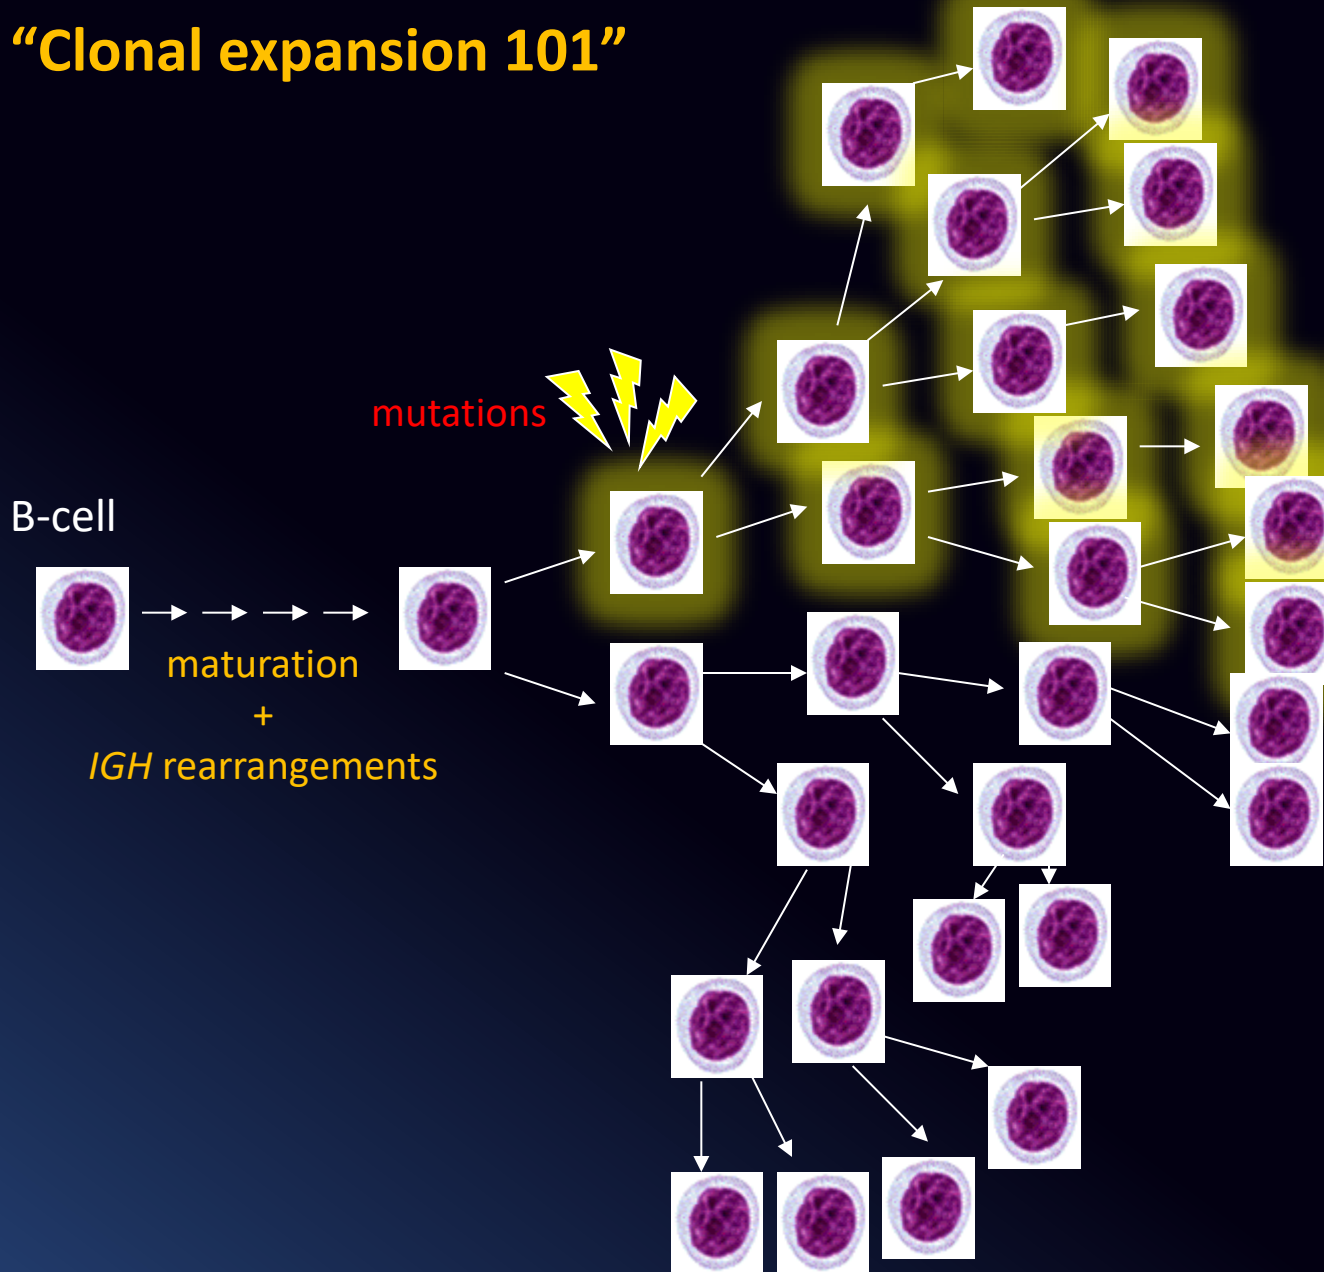 “Clonal expansion 101”
mutations
B-cell
maturation
+
IGH rearrangements